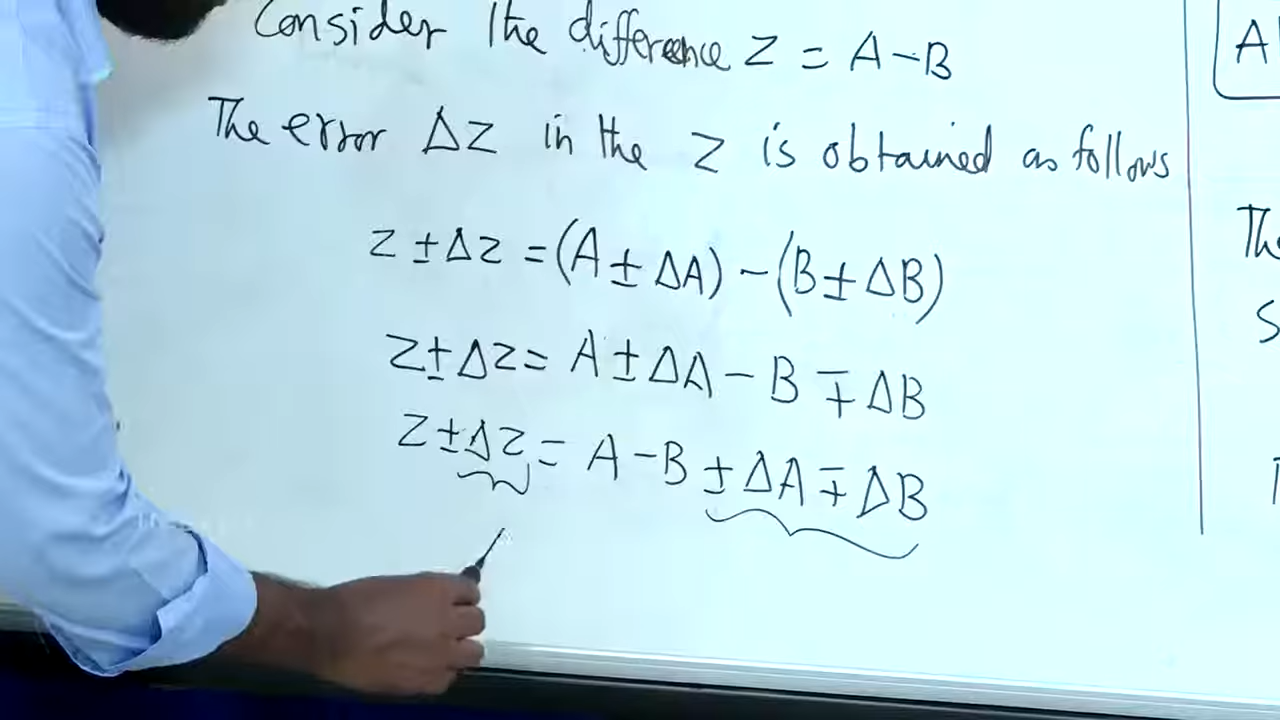 Consider the difference Z = A - B
The error ΔZ in the Z is obtained as follows
Z ± ΔZ = (A ± ΔA) - (B ± ΔB)
Z ± ΔZ = A ± ΔA - B ∓ ΔB
Z ± ΔZ = A - B ± ΔA ∓ ΔB
A